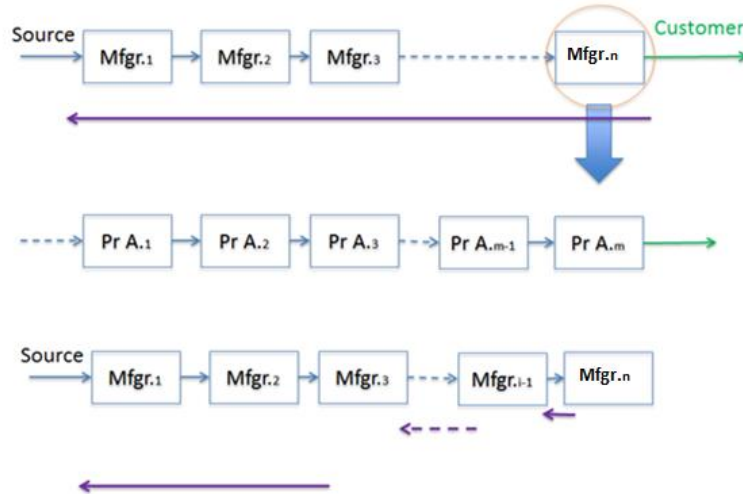 Source
Customer
Mfgr.1
Mfgr.2
Mfgr.3
Mfgr.n
Pr A.1
Pr A.2
Pr A.3
Pr A.m-1
Pr A.m
Source
Mfgr.1
Mfgr.2
Mfgr.3
Mfgr.i-1
Mfgr.n